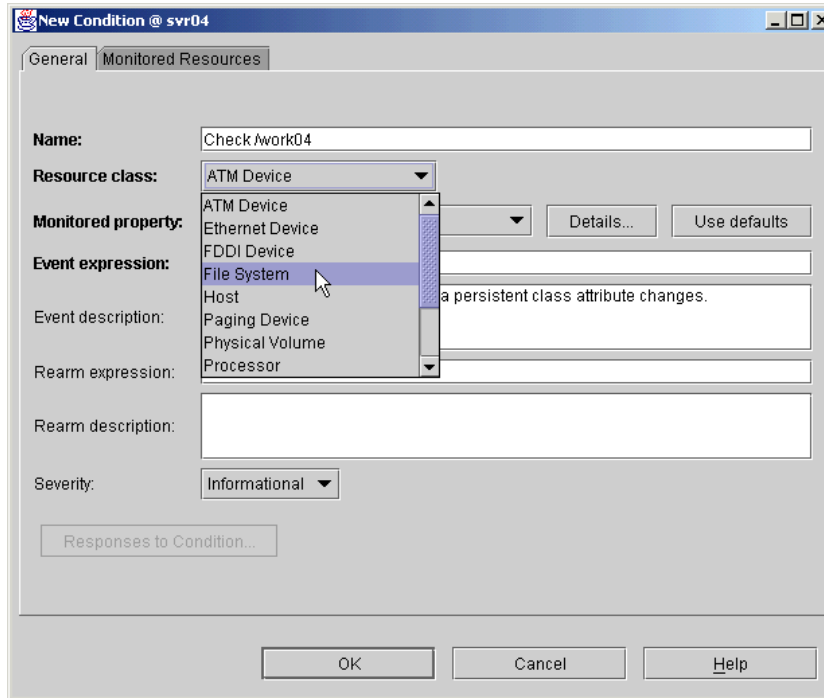 New Condition @ svr04
General
Monitored Resources
Name:
Check /work04
Resource class:
ATM Device
ATM Device
Ethernet Device
FDDI Device
File System
Host
Paging Device
Physical Volume
Processor
Monitored property:
Details...
Use defaults
Event expression:
Event description:
a persistent class attribute changes.
Rearm expression:
Rearm description:
Severity:
Informational
Responses to Condition...
OK
Cancel
Help